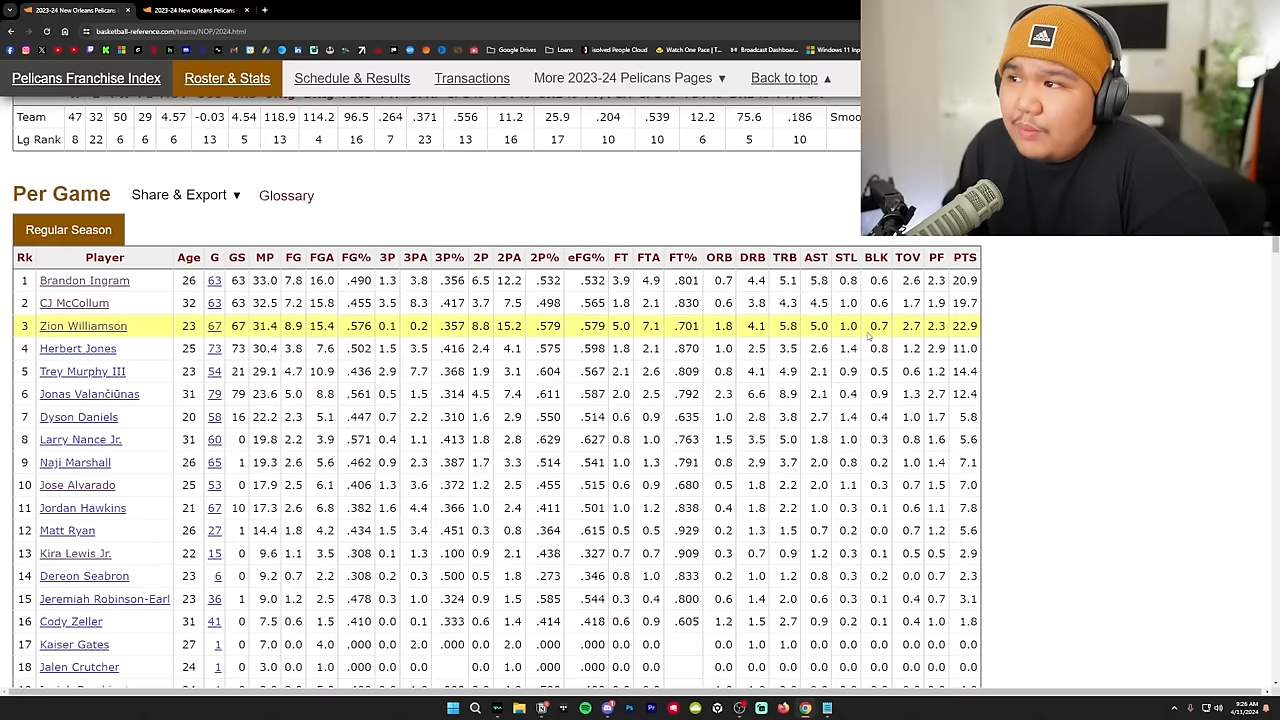 2023-24 New Orleans Pelicans
2023-24 New Orleans Pelicans
basketball-reference.com/teams/NOP/2024.html
Google Drives Loans isolved People Cloud Watch One Pace | T... Broadcast Dashboar... Windows 11 Inp
Pelicans Franchise Index Roster & Stats Schedule & Results Transactions More 2023-24 Pelicans Pages ▼ Back to top ▲
Team 47 32 50 29 4.57 -0.03 4.54 118.9 114.2 96.5 .264 .371 .556 11.2 25.9 .204 .539 12.2 75.6 .186 Smoo
Lg Rank 8 22 6 6 6 13 5 13 4 16 7 23 13 16 17 10 10 6 5 10
Per Game Share & Export ▼ Glossary
Regular Season
Rk Player Age G GS MP FG FGA FG% 3P 3PA 3P% 2P 2PA 2P% eFG% FT FTA FT% ORB DRB TRB AST STL BLK TOV PF PTS
1 Brandon Ingram 26 63 63 33.0 7.8 16.0 .490 1.3 3.8 .356 6.5 12.2 .532 .532 3.9 4.9 .801 0.7 4.4 5.1 5.8 0.8 0.6 2.6 2.3 20.9
2 CJ McCollum 32 63 63 32.5 7.2 15.8 .455 3.5 8.3 .417 3.7 7.5 .498 .565 1.8 2.1 .830 0.6 3.8 4.3 4.5 1.0 0.6 1.7 1.9 19.7
3 Zion Williamson 23 67 67 31.4 8.9 15.4 .576 0.1 0.2 .357 8.8 15.2 .579 .579 5.0 7.1 .701 1.8 4.1 5.8 5.0 1.0 0.7 2.7 2.3 22.9
4 Herbert Jones 25 73 73 30.4 3.8 7.6 .502 1.5 3.5 .416 2.4 4.1 .575 .598 1.8 2.1 .870 1.0 2.5 3.5 2.6 1.4 0.8 1.2 2.9 11.0
5 Trey Murphy III 23 54 21 29.1 4.7 10.9 .436 2.9 7.7 .368 1.9 3.1 .604 .567 2.1 2.6 .809 0.8 4.1 4.9 2.1 0.9 0.5 0.6 1.2 14.4
6 Jonas Valančiūnas 31 79 79 23.6 5.0 8.8 .561 0.5 1.5 .314 4.5 7.4 .611 .587 2.0 2.5 .792 2.3 6.6 8.9 2.1 0.4 0.9 1.3 2.7 12.4
7 Dyson Daniels 20 58 16 22.2 2.3 5.1 .447 0.7 2.2 .310 1.6 2.9 .550 .514 0.6 0.9 .635 1.0 2.8 3.8 2.7 1.4 0.4 1.0 1.7 5.8
8 Larry Nance Jr. 31 60 0 19.8 2.2 3.9 .571 0.4 1.1 .413 1.8 2.8 .629 .627 0.8 1.0 .763 1.5 3.5 5.0 1.8 1.0 0.3 0.8 1.6 5.6
9 Naji Marshall 26 65 1 19.3 2.6 5.6 .462 0.9 2.3 .387 1.7 3.3 .514 .541 1.0 1.3 .791 0.8 2.9 3.7 2.0 0.8 0.2 1.0 1.4 7.1
10 Jose Alvarado 25 53 0 17.9 2.5 6.1 .406 1.3 3.6 .372 1.2 2.5 .455 .515 0.6 0.9 .680 0.5 1.8 2.2 2.0 1.1 0.3 0.7 1.5 7.0
11 Jordan Hawkins 21 67 10 17.3 2.6 6.8 .382 1.6 4.4 .366 1.0 2.4 .411 .501 1.0 1.2 .838 0.4 1.8 2.2 1.0 0.3 0.1 0.6 1.1 7.8
12 Matt Ryan 26 27 1 14.4 1.8 4.2 .434 1.5 3.4 .451 0.3 0.8 .364 .615 0.5 0.5 .929 0.2 1.3 1.5 0.7 0.2 0.0 0.7 1.2 5.6
13 Kira Lewis Jr. 22 15 0 9.6 1.1 3.5 .308 0.1 1.3 .100 0.9 2.1 .438 .327 0.7 0.7 .909 0.3 0.7 0.9 1.2 0.3 0.1 0.5 0.5 2.9
14 Dereon Seabron 23 6 0 9.2 0.7 2.2 .308 0.2 0.3 .500 0.5 1.8 .273 .346 0.8 1.0 .833 0.2 1.0 1.2 0.8 0.3 0.2 0.0 0.7 2.3
15 Jeremiah Robinson-Earl 23 36 1 9.0 1.2 2.5 .478 0.3 1.0 .324 0.9 1.5 .585 .544 0.3 0.4 .800 0.6 1.4 2.0 0.6 0.3 0.1 0.4 0.7 3.1
16 Cody Zeller 31 41 0 7.5 0.6 1.5 .410 0.0 0.1 .333 0.6 1.4 .414 .418 0.6 0.9 .605 1.2 1.5 2.7 0.9 0.2 0.1 0.4 1.0 1.8
17 Kaiser Gates 27 1 0 7.0 0.0 4.0 .000 0.0 2.0 .000 0.0 2.0 .000 .000 0.0 0.0 0.0 1.0 1.0 0.0 0.0 0.0 0.0 0.0 0.0
18 Jalen Crutcher 24 1 0 3.0 0.0 1.0 .000 0.0 0.0 0.0 1.0 .000 .000 0.0 0.0 0.0 0.0 0.0 0.0 0.0 0.0 0.0 0.0 0.0
adidas
9:26 AM
4/11/2024